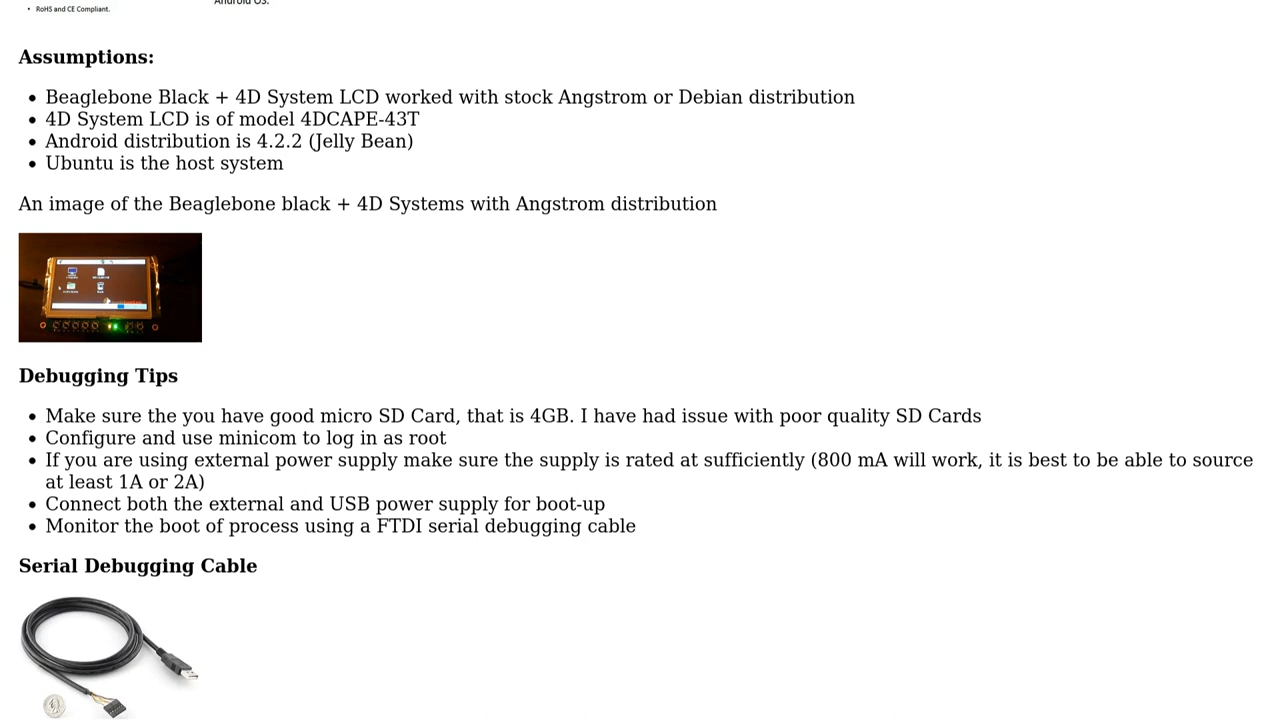 • RoHS and CE Compliant.
Android OS.
Assumptions:
• Beaglebone Black + 4D System LCD worked with stock Angstrom or Debian distribution
• 4D System LCD is of model 4DCAPE-43T
• Android distribution is 4.2.2 (Jelly Bean)
• Ubuntu is the host system
An image of the Beaglebone black + 4D Systems with Angstrom distribution
Debugging Tips
• Make sure the you have good micro SD Card, that is 4GB. I have had issue with poor quality SD Cards
• Configure and use minicom to log in as root
• If you are using external power supply make sure the supply is rated at sufficiently (800 mA will work, it is best to be able to source
at least 1A or 2A)
• Connect both the external and USB power supply for boot-up
• Monitor the boot of process using a FTDI serial debugging cable
Serial Debugging Cable